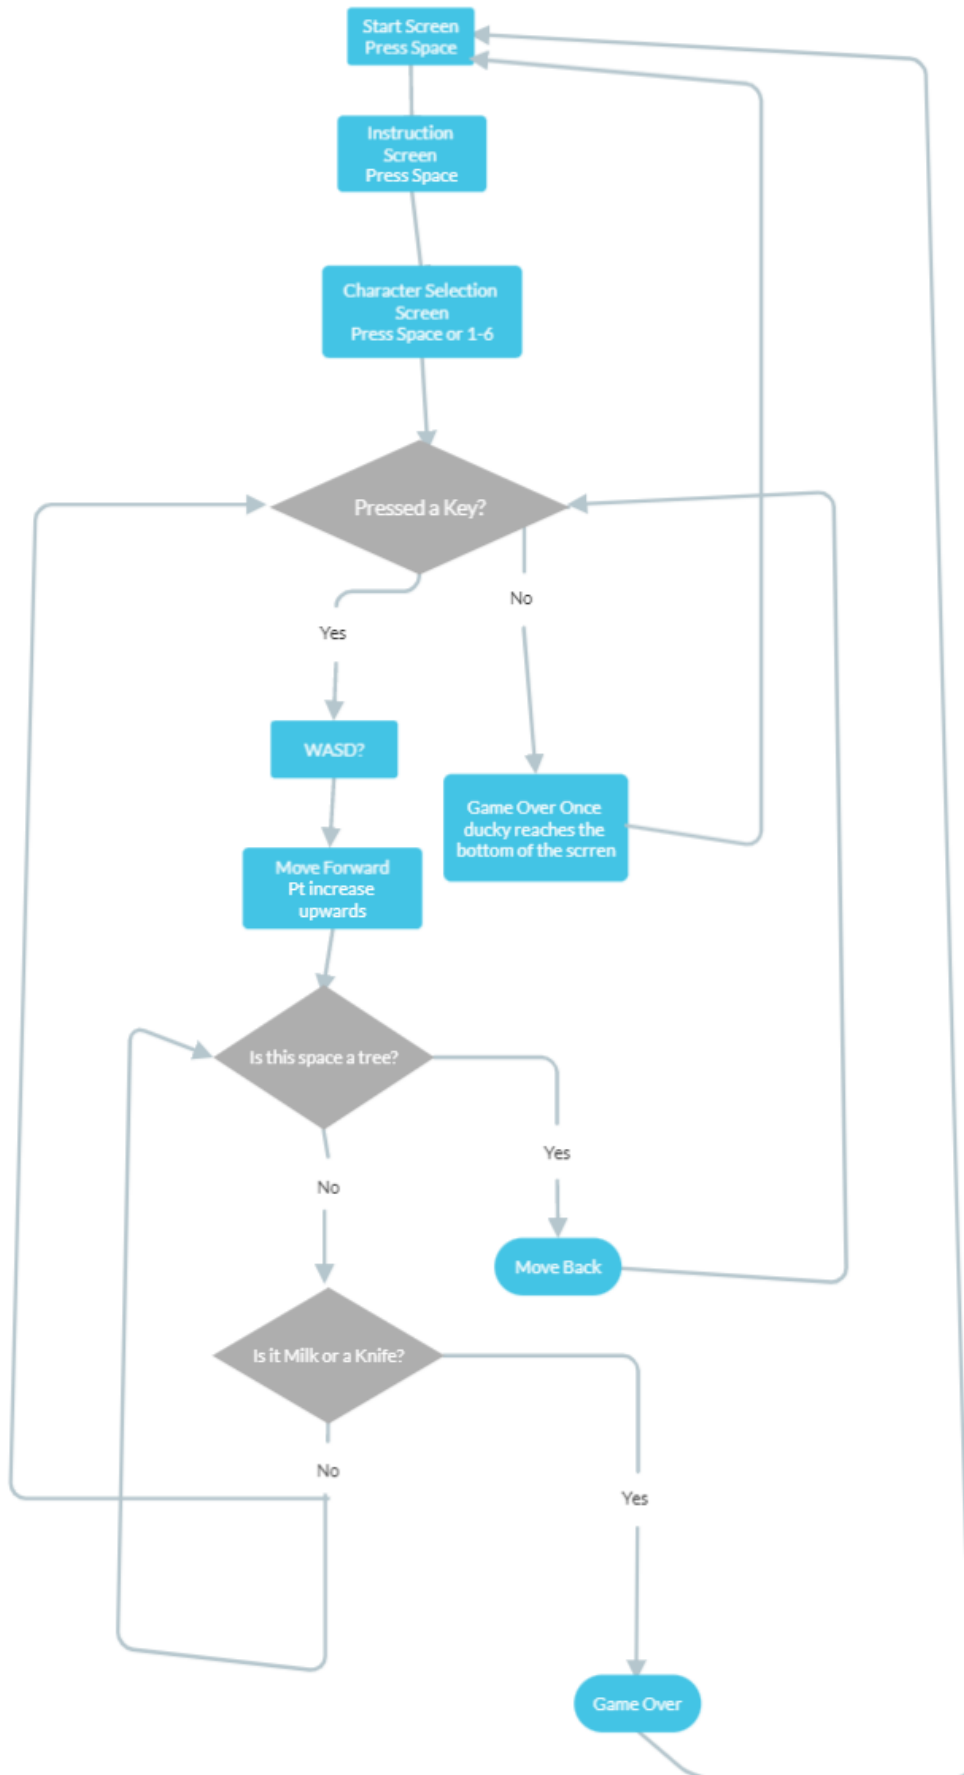 Start Screen
Press Space
Instruction
Screen
Press Space
Character Selection
Screen
Press Space or 1-6
Pressed a Key?
No
Yes
WASD?
Game Over Once
ducky reaches the
bottom of the scrren
Move Forward
Pt increase
upwards
Is this space a tree?
Yes
No
Move Back
Is it Milk or a Knife?
No
Yes
Game Over